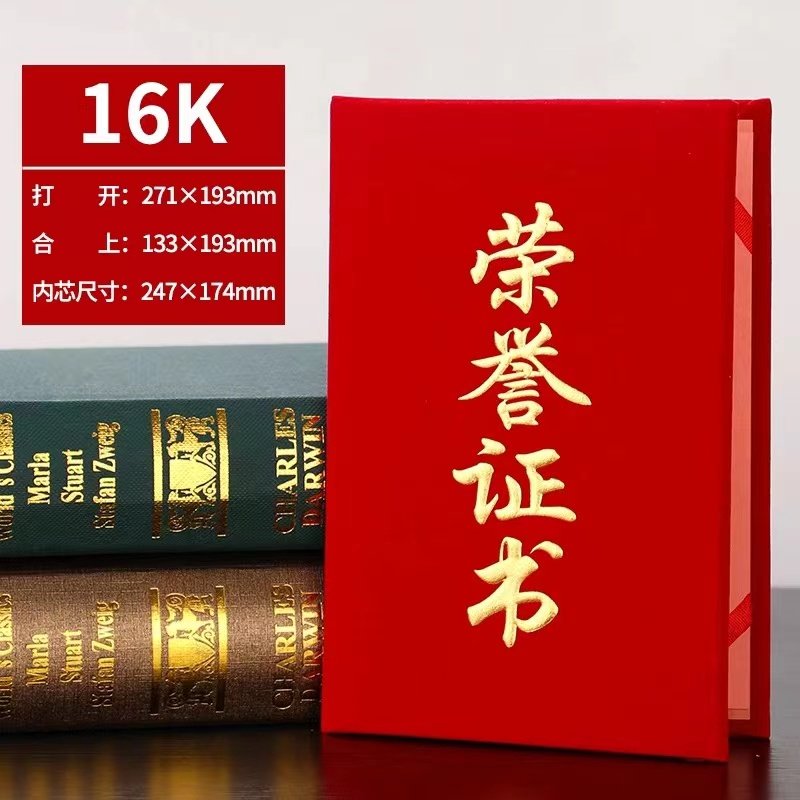 16K
打 开：271×193mm
合 上：133×193mm
内芯尺寸：247×174mm
荣誉证书
World's Classics
Marla
Stuart
Stefan Zweig
CHARLES
DARWIN
World's Classics
Marla
Stuart
Stefan Zweig
CHARLES
DARWIN